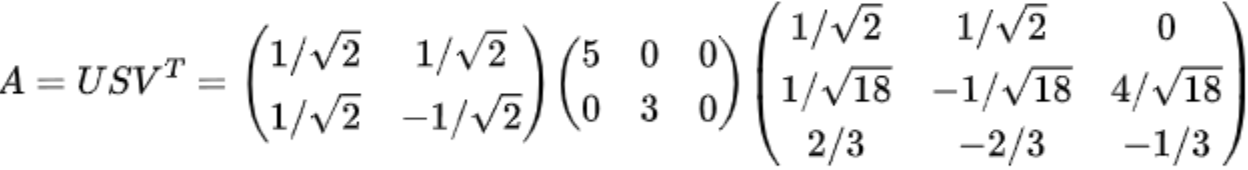 A = USV^T = \begin{pmatrix} 1/\sqrt{2} & 1/\sqrt{2} \\ 1/\sqrt{2} & -1/\sqrt{2} \end{pmatrix} \begin{pmatrix} 5 & 0 & 0 \\ 0 & 3 & 0 \end{pmatrix} \begin{pmatrix} 1/\sqrt{2} & 1/\sqrt{2} & 0 \\ 1/\sqrt{18} & -1/\sqrt{18} & 4/\sqrt{18} \\ 2/3 & -2/3 & -1/3 \end{pmatrix}